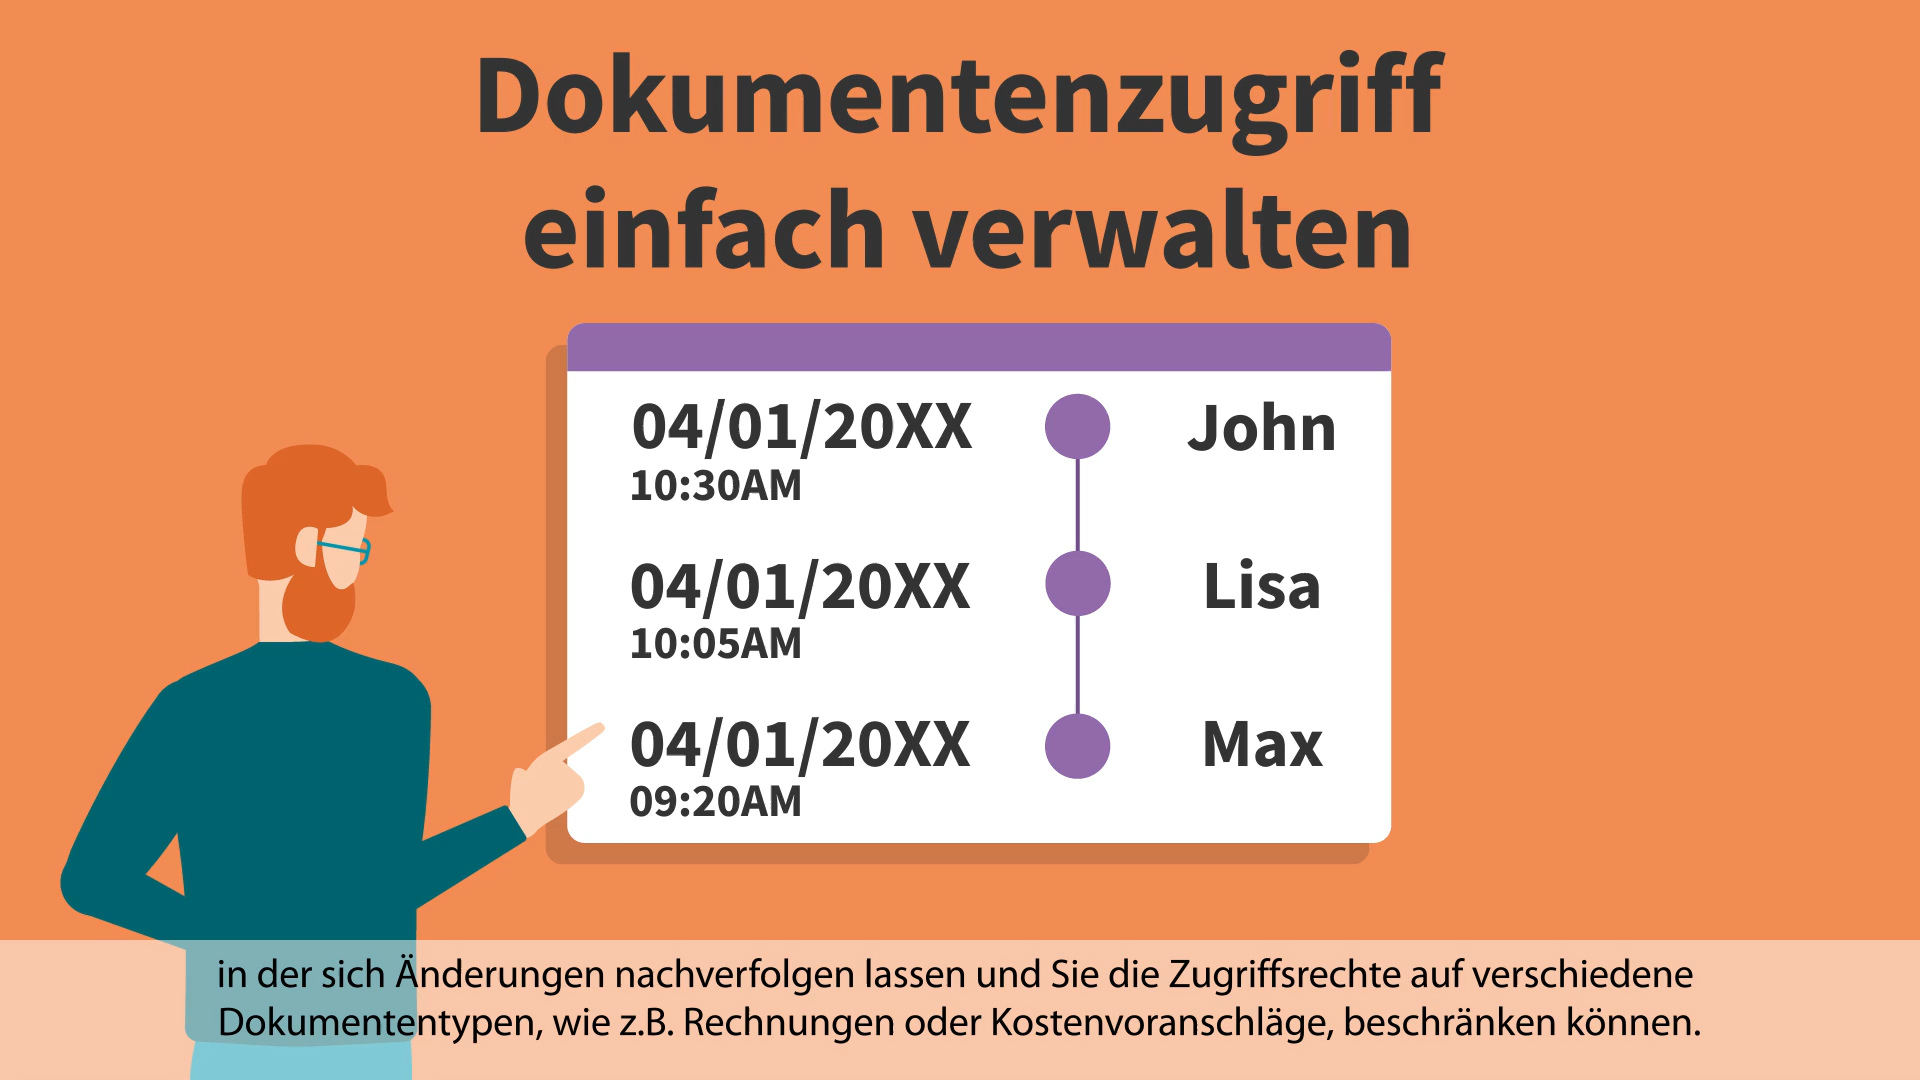 Dokumentenzugriff
einfach verwalten
04/01/20XX John
10:30AM
04/01/20XX Lisa
10:05AM
04/01/20XX Max
09:20AM
in der sich Änderungen nachverfolgen lassen und Sie die Zugriffsrechte auf verschiedene
Dokumententypen, wie z.B. Rechnungen oder Kostenvoranschläge, beschränken können.